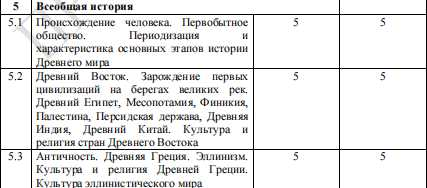 5 Всеобщая история
5.1 Происхождение человека. Первобытное 5 5
общество. Периодизация и
характеристика основных этапов истории
Древнего мира
5.2 Древний Восток. Зарождение первых 5 5
цивилизаций на берегах великих рек.
Древний Египет, Месопотамия, Финикия,
Палестина, Персидская держава, Древняя
Индия, Древний Китай. Культура и
религия стран Древнего Востока
5.3 Античность. Древняя Греция. Эллинизм. 5 5
Культура и религия Древней Греции.
Культура эллинистического мира